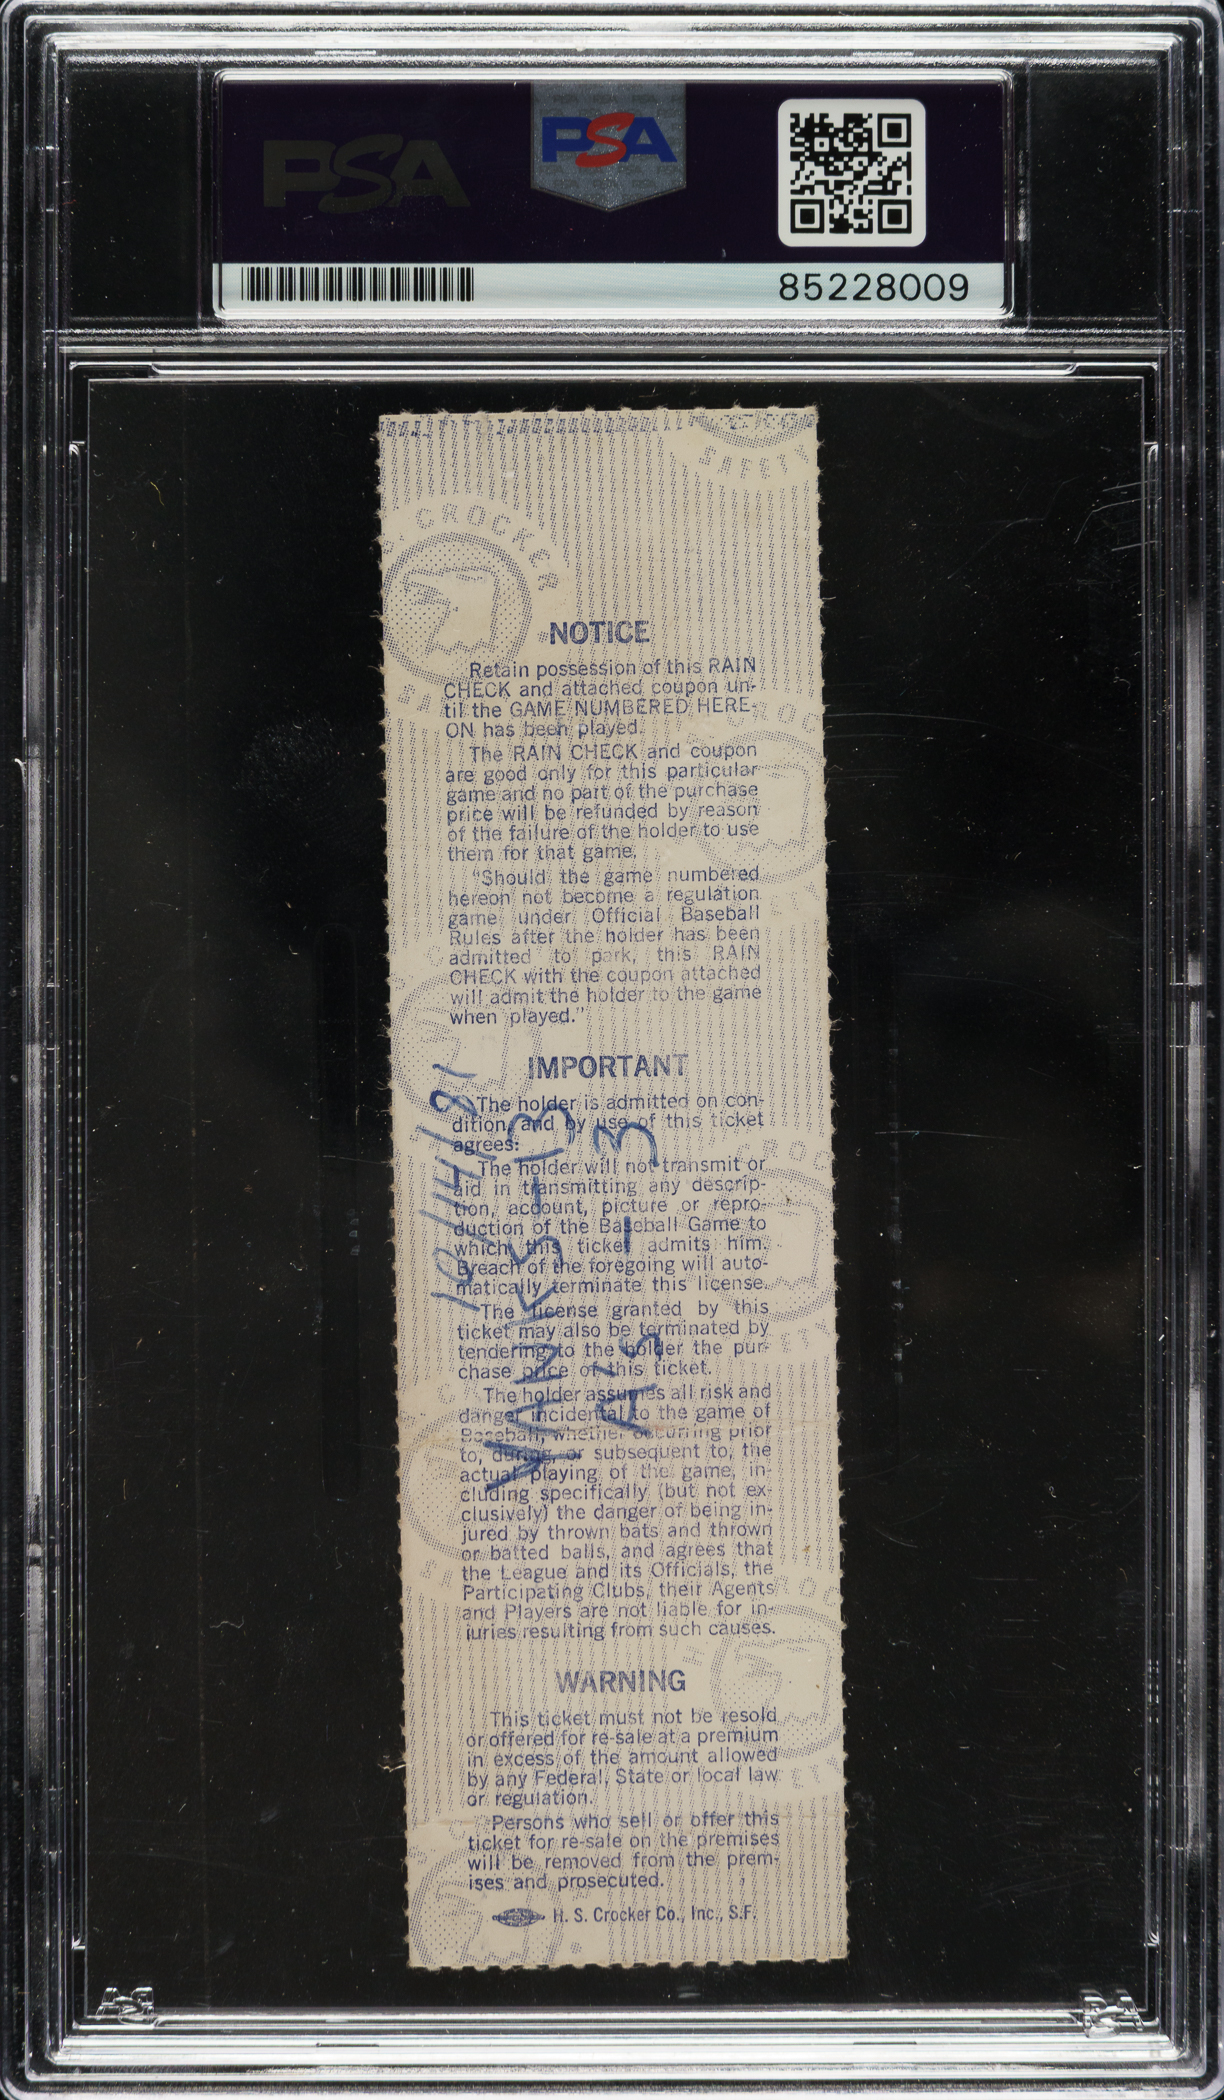 PSA
PSA
85228009
SAFETY
CROCKER
NOTICE
Retain possession of this RAIN
CHECK and attached coupon un-
til the GAME NUMBERED HERE-
ON has been played.
The RAIN CHECK and coupon
are good only for this particular
game and no part of the purchase
price will be refunded by reason
of the failure of the holder to use
them for that game.
"Should the game numbered
hereon not become a regulation
game under Official Baseball
Rules after the holder has been
admitted to park, this RAIN
CHECK with the coupon attached
will admit the holder to the game
when played."
IMPORTANT
The holder is admitted on con-
dition, and by use of this ticket
agrees:
The holder will not transmit or
aid in transmitting any descrip-
tion, account, picture or repro-
duction of the Baseball Game to
which this ticket admits him.
Breach of the foregoing will auto-
matically terminate this license.
The license granted by this
ticket may also be terminated by
tendering to the holder the pur-
chase price of this ticket.
The holder assumes all risk and
danger incidental to the game of
Baseball, whether occurring prior
to, during, or subsequent to, the
actual playing of the game, in-
cluding specifically (but not ex-
clusively) the danger of being in-
jured by thrown bats and thrown
or batted balls, and agrees that
the League and its Officials, the
Participating Clubs, their Agents
and Players are not liable for in-
juries resulting from such causes.
10/14/81
YANKS - 13
A'S - 3
WARNING
This ticket must not be resold
or offered for re-sale at a premium
in excess of the amount allowed
by any Federal, State or local law
or regulation.
Persons who sell or offer this
ticket for re-sale on the premises
will be removed from the prem-
ises and prosecuted.
H. S. Crocker Co., Inc., S.F.